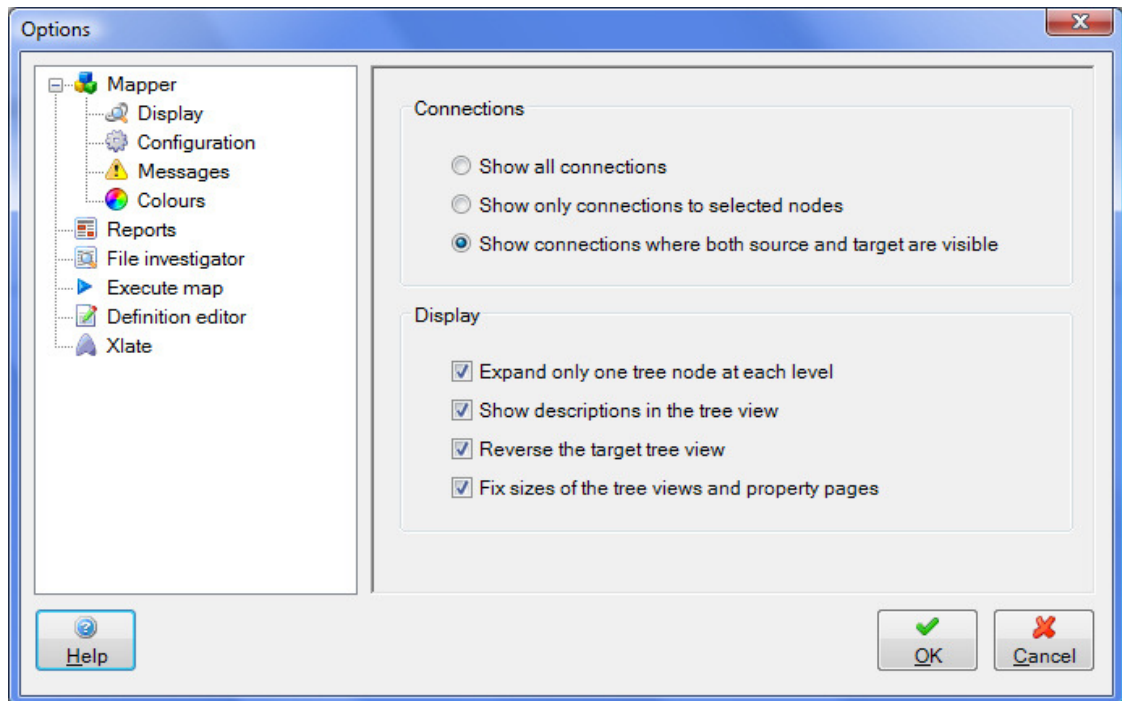 Options
Mapper
Display
Configuration
Messages
Colours
Reports
File investigator
Execute map
Definition editor
Xlate
Connections
Show all connections
Show only connections to selected nodes
Show connections where both source and target are visible
Display
Expand only one tree node at each level
Show descriptions in the tree view
Reverse the target tree view
Fix sizes of the tree views and property pages
Help
OK
Cancel